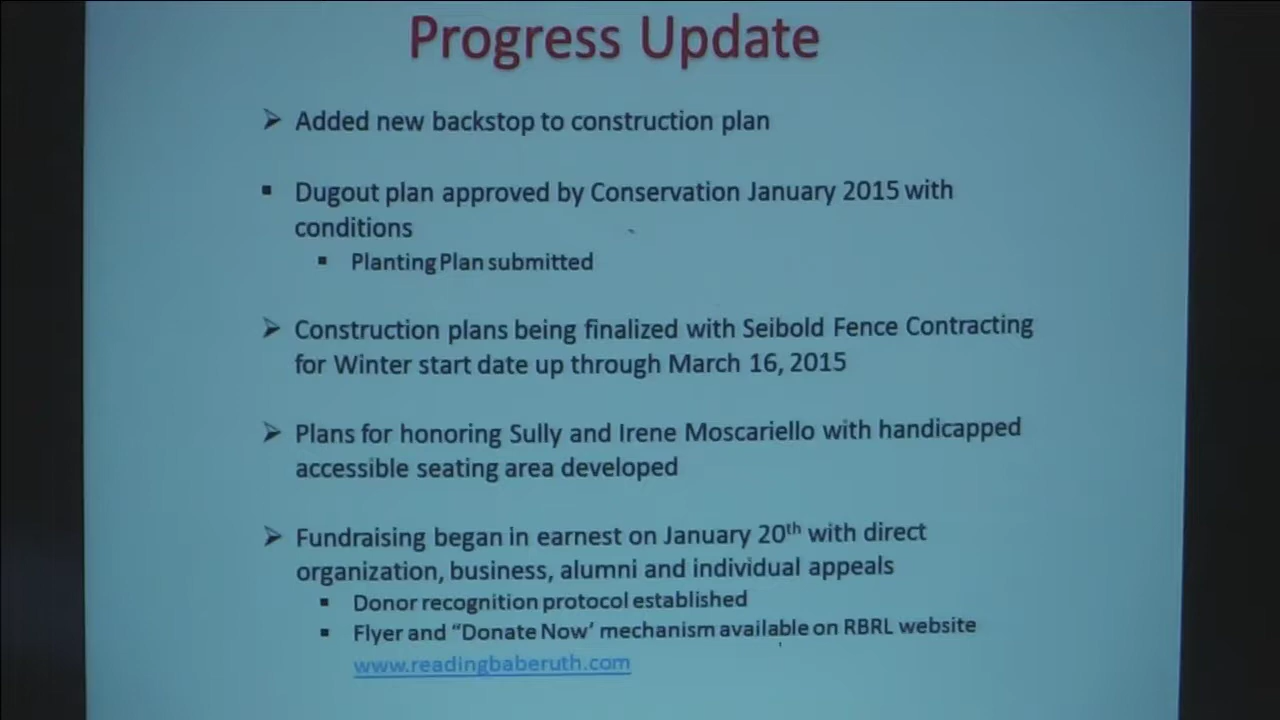 Progress Update
➢ Added new backstop to construction plan
▪ Dugout plan approved by Conservation January 2015 with
conditions
▪ Planting Plan submitted
➢ Construction plans being finalized with Seibold Fence Contracting
for Winter start date up through March 16, 2015
➢ Plans for honoring Sully and Irene Moscariello with handicapped
accessible seating area developed
➢ Fundraising began in earnest on January 20th with direct
organization, business, alumni and individual appeals
▪ Donor recognition protocol established
▪ Flyer and “Donate Now’ mechanism available on RBRL website
www.readingbaberuth.com